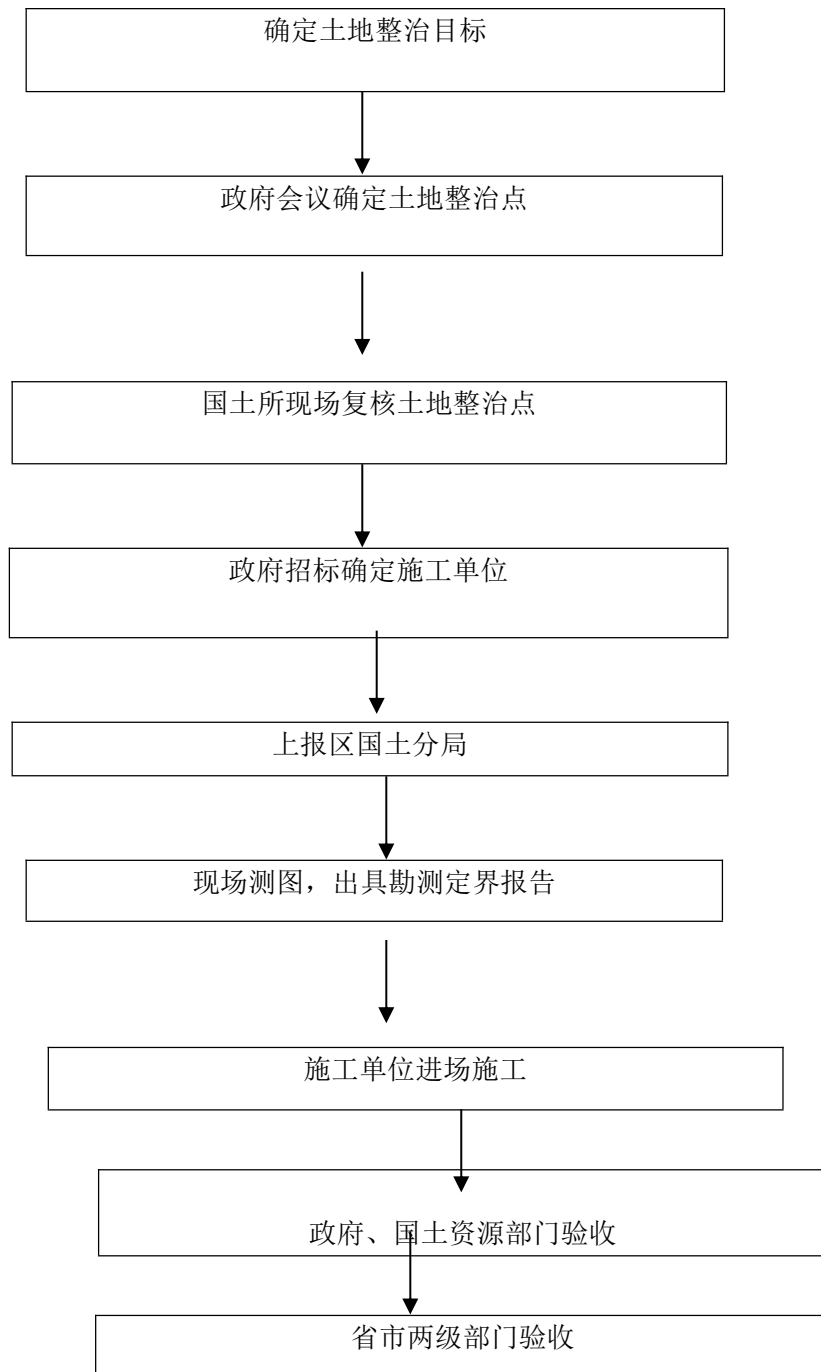 确定土地整治目标
政府会议确定土地整治点
国土所现场复核土地整治点
政府招标确定施工单位
上报区国土分局
现场测图，出具勘测定界报告
施工单位进场施工
政府、国土资源部门验收
省市两级部门验收